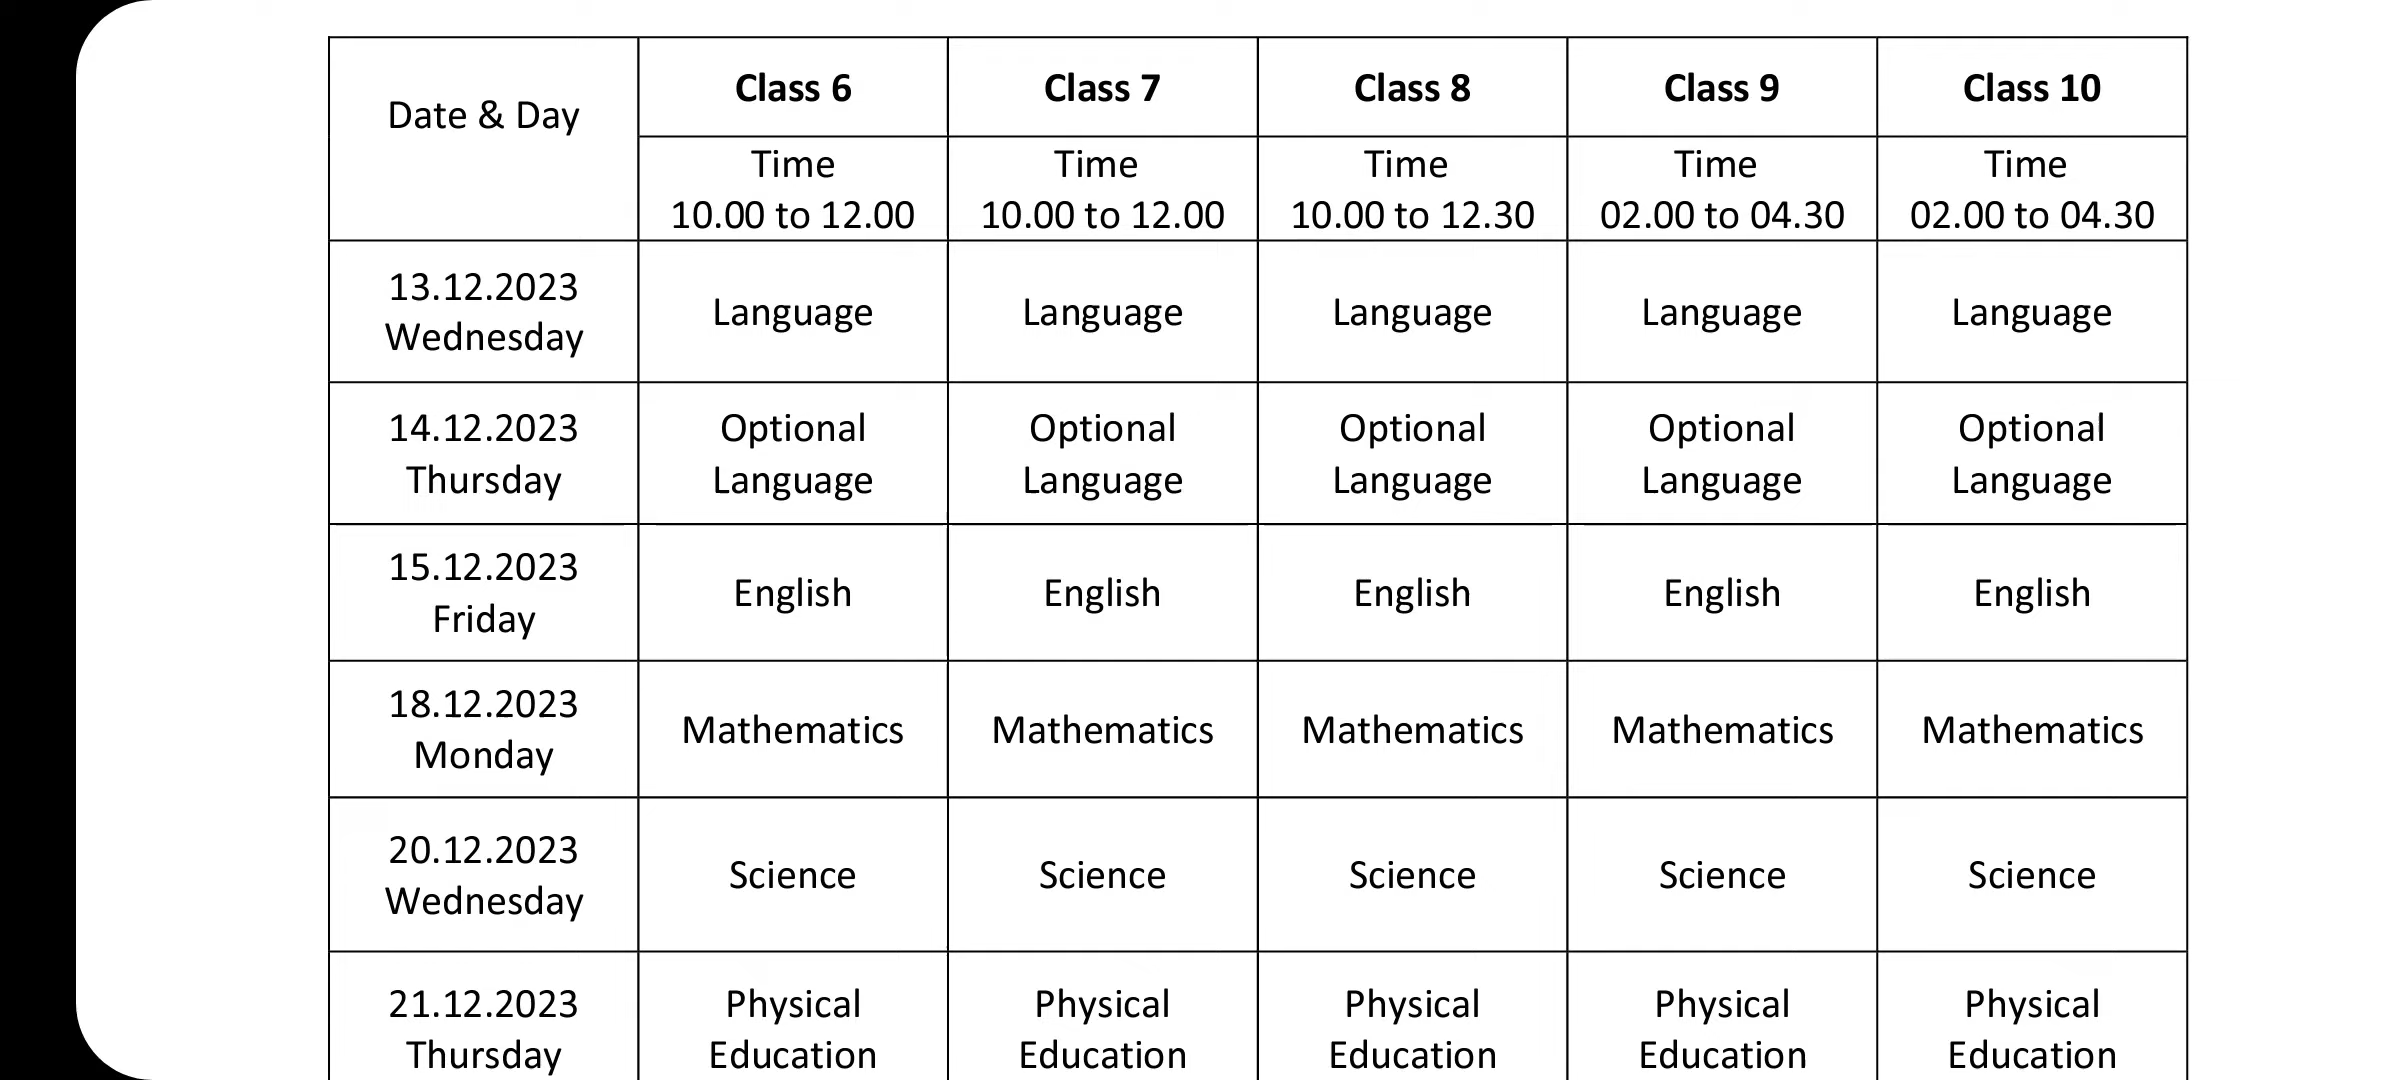 Date & Day
Class 6
Class 7
Class 8
Class 9
Class 10
Time
10.00 to 12.00
Time
10.00 to 12.00
Time
10.00 to 12.30
Time
02.00 to 04.30
Time
02.00 to 04.30
13.12.2023
Wednesday
Language
Language
Language
Language
Language
14.12.2023
Thursday
Optional
Language
Optional
Language
Optional
Language
Optional
Language
Optional
Language
15.12.2023
Friday
English
English
English
English
English
18.12.2023
Monday
Mathematics
Mathematics
Mathematics
Mathematics
Mathematics
20.12.2023
Wednesday
Science
Science
Science
Science
Science
21.12.2023
Thursday
Physical
Education
Physical
Education
Physical
Education
Physical
Education
Physical
Education